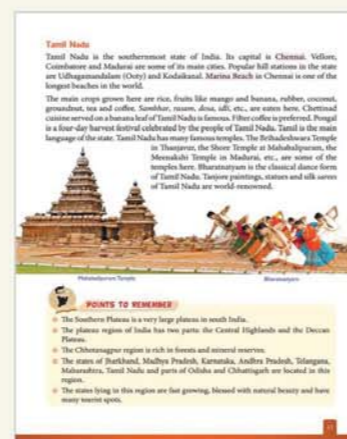 Tamil Nadu
Tamil Nadu is the southernmost state of India. Its capital is Chennai. Vellore,
Coimbatore and Madurai are some of its main cities. Popular hill stations in the state
are Udhagamandalam (Ooty) and Kodaikanal. Marina Beach in Chennai is one of the
longest beaches in the world.
The main crops grown here are rice, fruits like mango and banana, rubber, coconut,
groundnut, tea and coffee. Sambhar, rasam, dosa, idli, etc., are eaten here. Chettinad
cuisine served on a banana leaf of Tamil Nadu is famous. Filter coffee is preferred. Pongal
is a four-day harvest festival celebrated by the people of Tamil Nadu. Tamil is the main
language of the state. Tamil Nadu has many famous temples. The Brihadeshwara Temple
in Thanjavur, the Shore Temple at Mahabalipuram, the
Meenakshi Temple in Madurai, etc., are some of the
temples here. Bharatnatyam is the classical dance form
of Tamil Nadu. Tanjore paintings, statues and silk sarees
of Tamil Nadu are world-renowned.
Mahabalipuram Temple
Bharatnatyam
POINTS TO REMEMBER
The Southern Plateau is a very large plateau in south India.
The plateau region of India has two parts: the Central Highlands and the Deccan
Plateau.
The Chhotanagpur region is rich in forests and mineral reserves.
The states of Jharkhand, Madhya Pradesh, Karnataka, Andhra Pradesh, Telangana,
Maharashtra, Tamil Nadu and parts of Odisha and Chhattisgarh are located in this
region.
The states lying in this region are fast growing, blessed with natural beauty and have
many tourist spots.